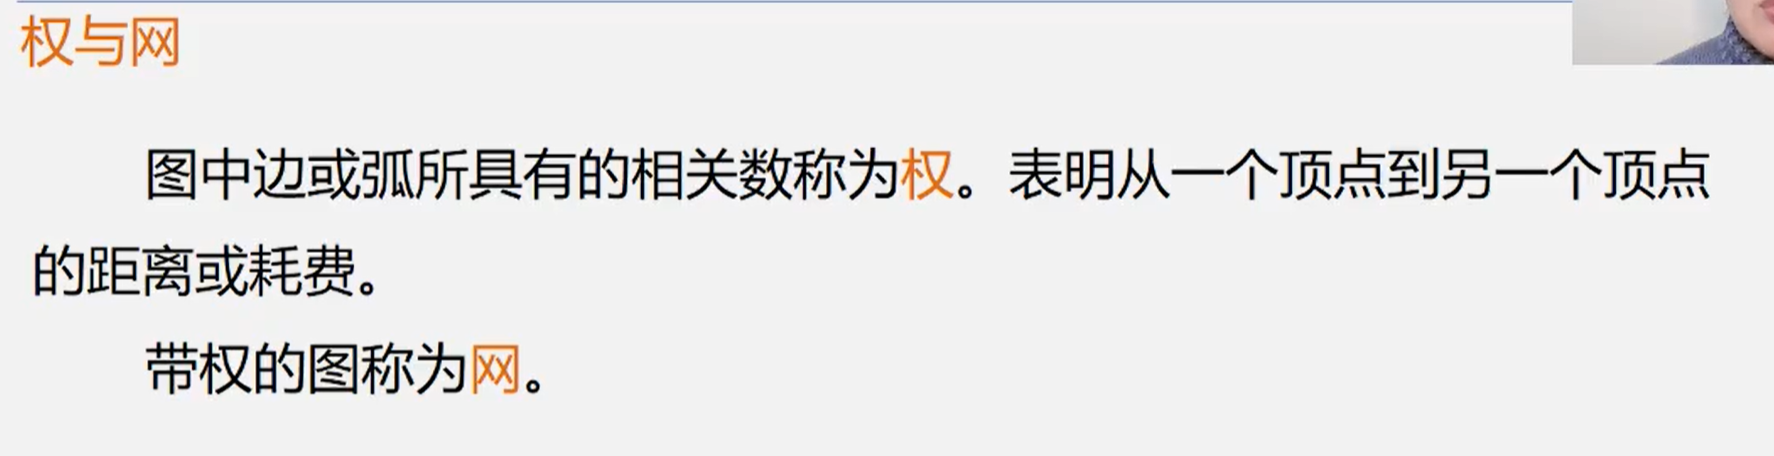 权与网
图中边或弧所具有的相关数称为权。表明从一个顶点到另一个顶点
的距离或耗费。
带权的图称为网。